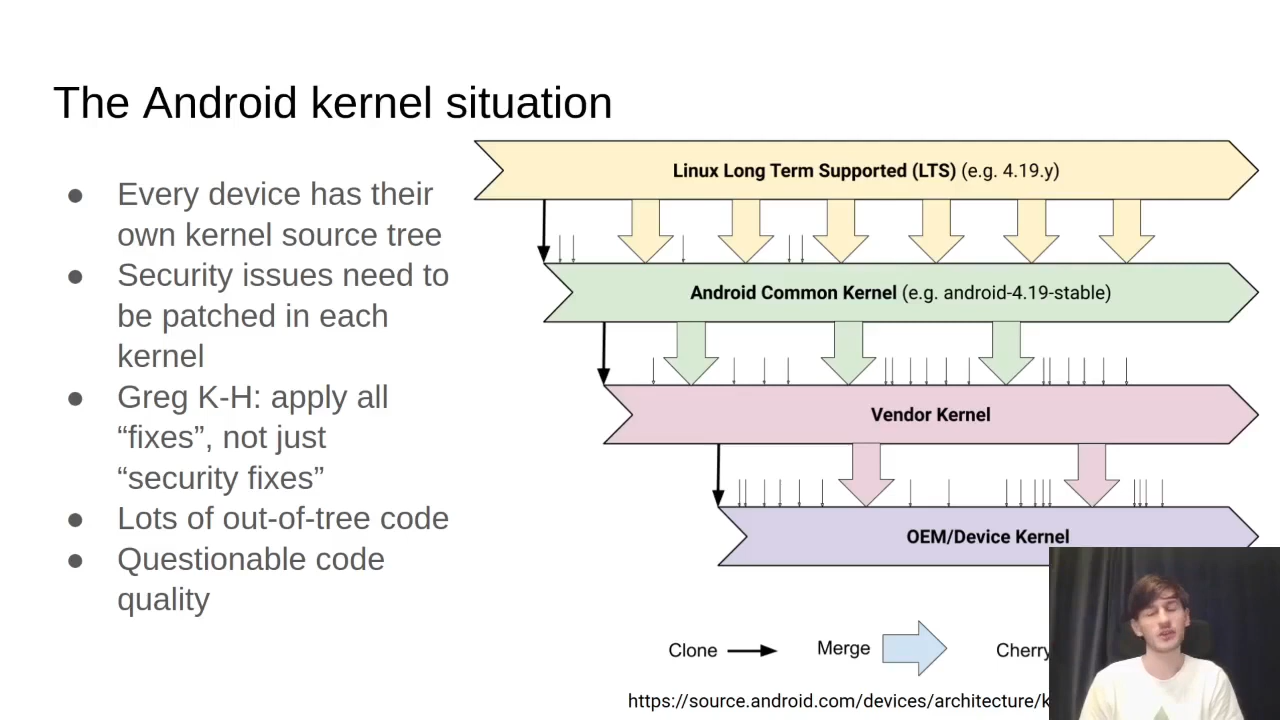 The Android kernel situation
● Every device has their
own kernel source tree
● Security issues need to
be patched in each
kernel
● Greg K-H: apply all
“fixes”, not just
“security fixes”
● Lots of out-of-tree code
● Questionable code
quality
Linux Long Term Supported (LTS) (e.g. 4.19.y)
Android Common Kernel (e.g. android-4.19-stable)
Vendor Kernel
OEM/Device Kernel
Clone
Merge
Cherry
https://source.android.com/devices/architecture/k